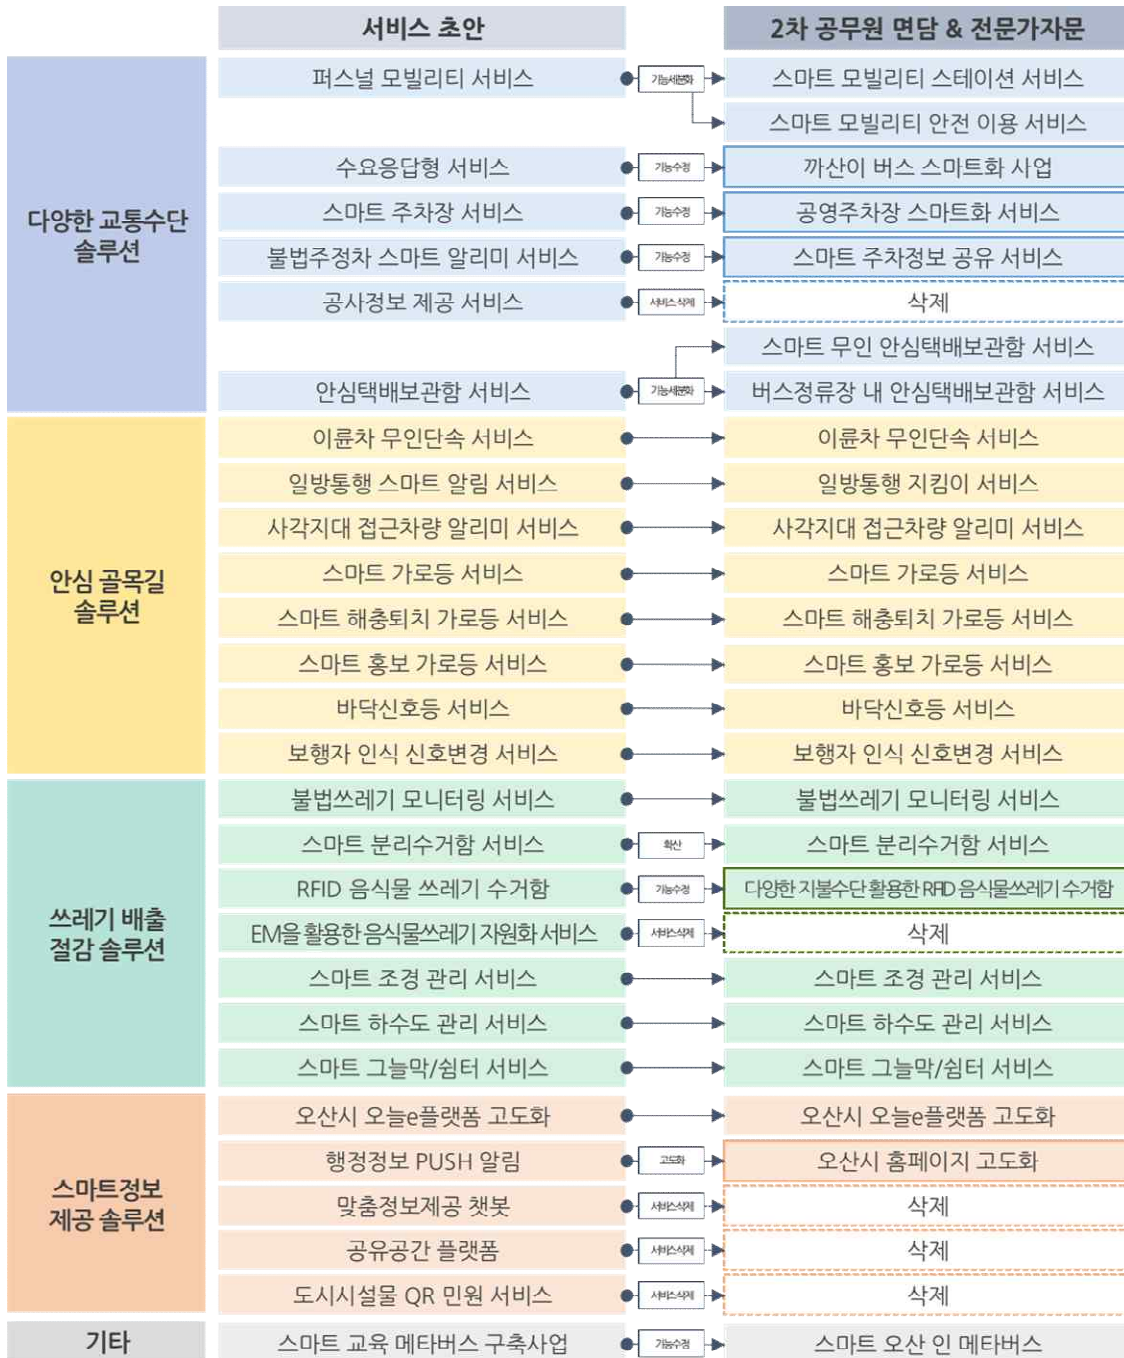 서비스 초안
2차 공무원 면담 & 전문가자문
다양한 교통수단
솔루션
퍼스널 모빌리티 서비스
기능세분화
스마트 모빌리티 스테이션 서비스
스마트 모빌리티 안전 이용 서비스
수요응답형 서비스
기능수정
까산이 버스 스마트화 사업
스마트 주차장 서비스
기능수정
공영주차장 스마트화 서비스
불법주정차 스마트 알리미 서비스
기능수정
스마트 주차정보 공유 서비스
공사정보 제공 서비스
서비스 삭제
삭제
스마트 무인 안심택배보관함 서비스
안심택배보관함 서비스
기능세분화
버스정류장 내 안심택배보관함 서비스
안심 골목길
솔루션
이륜차 무인단속 서비스
이륜차 무인단속 서비스
일방통행 스마트 알림 서비스
일방통행 지킴이 서비스
사각지대 접근차량 알리미 서비스
사각지대 접근차량 알리미 서비스
스마트 가로등 서비스
스마트 가로등 서비스
스마트 해충퇴치 가로등 서비스
스마트 해충퇴치 가로등 서비스
스마트 홍보 가로등 서비스
스마트 홍보 가로등 서비스
바닥신호등 서비스
바닥신호등 서비스
보행자 인식 신호변경 서비스
보행자 인식 신호변경 서비스
쓰레기 배출
절감 솔루션
불법쓰레기 모니터링 서비스
불법쓰레기 모니터링 서비스
스마트 분리수거함 서비스
확산
스마트 분리수거함 서비스
RFID 음식물 쓰레기 수거함
기능수정
다양한 지불수단 활용한 RFID 음식물쓰레기 수거함
EM을 활용한 음식물쓰레기 자원화 서비스
서비스삭제
삭제
스마트 조경 관리 서비스
스마트 조경 관리 서비스
스마트 하수도 관리 서비스
스마트 하수도 관리 서비스
스마트 그늘막/쉼터 서비스
스마트 그늘막/쉼터 서비스
스마트정보
제공 솔루션
오산시 오늘e플랫폼 고도화
오산시 오늘e플랫폼 고도화
행정정보 PUSH 알림
고도화
오산시 홈페이지 고도화
맞춤정보제공 챗봇
서비스삭제
삭제
공유공간 플랫폼
서비스삭제
삭제
도시시설물 QR 민원 서비스
서비스삭제
삭제
기타
스마트 교육 메타버스 구축사업
기능수정
스마트 오산 인 메타버스